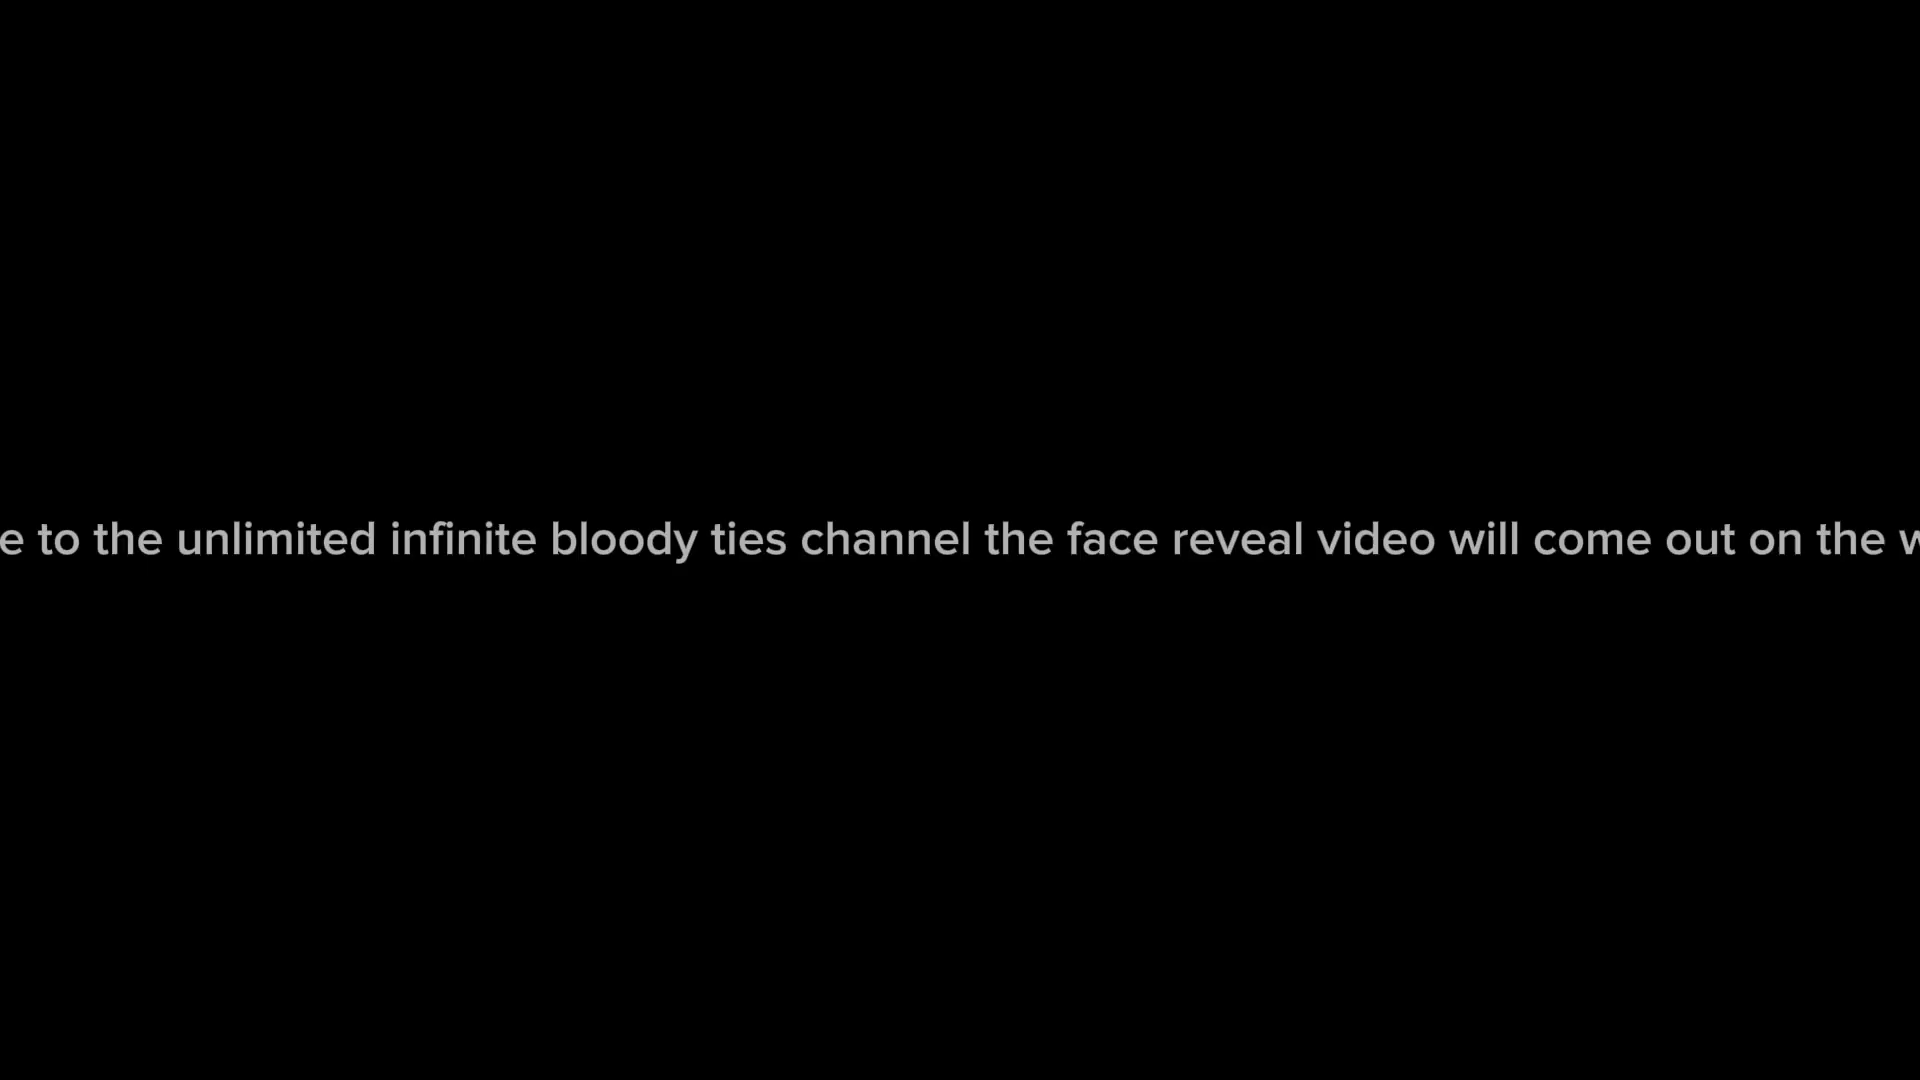 e to the unlimited infinite bloody ties channel the face reveal video will come out on the w